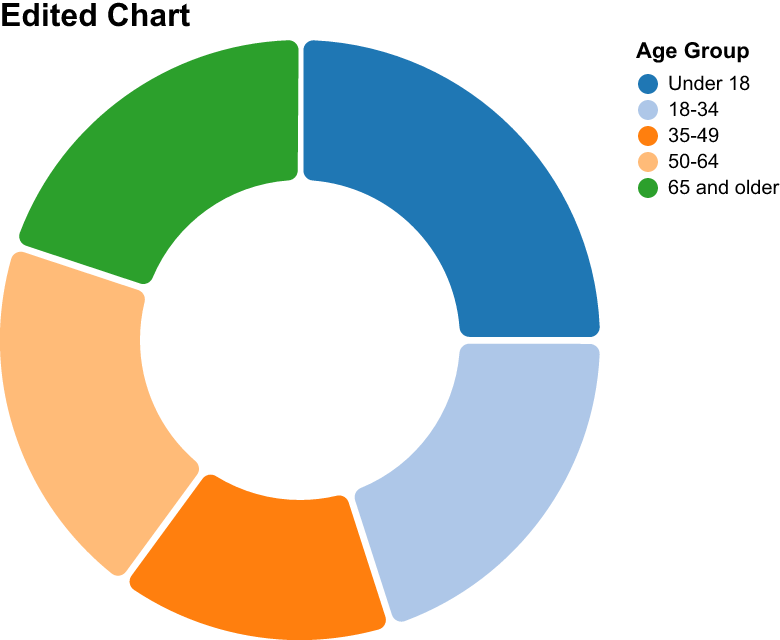 Edited Chart
Age Group
Under 18
18-34
35-49
50-64
65 and older